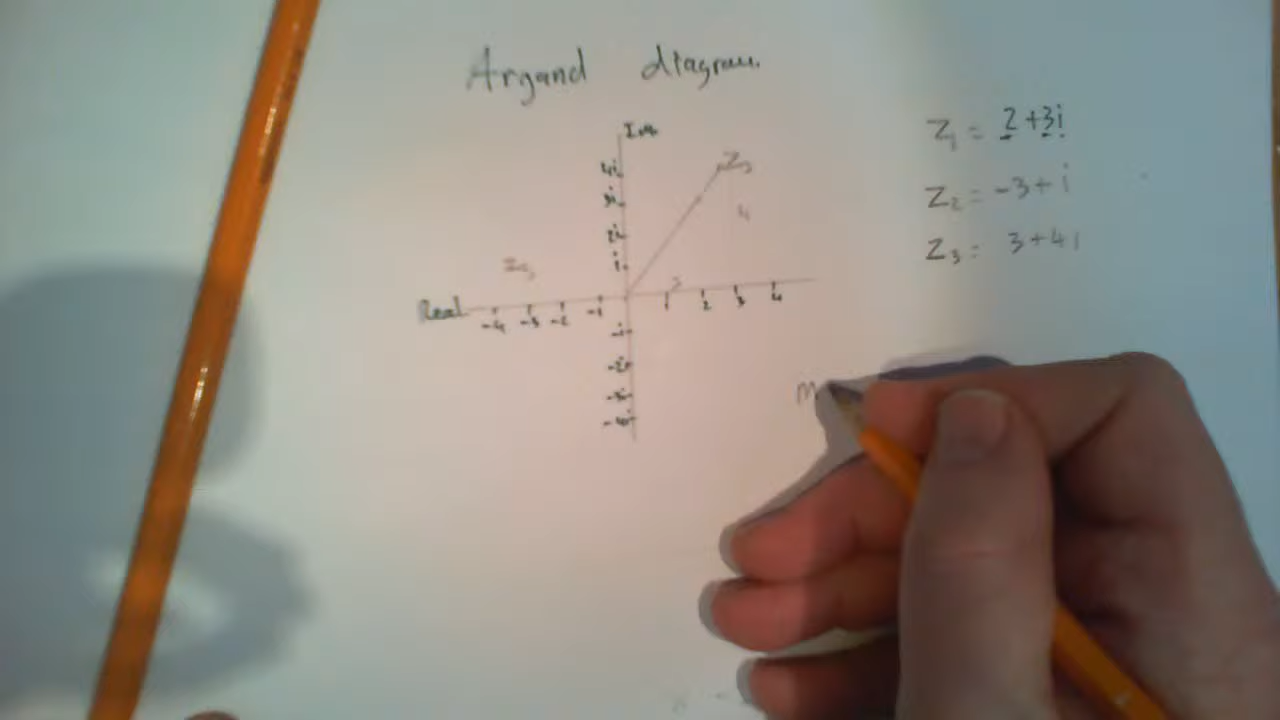 Argand diagram.
Im
Z₁ = 2+3i
Z₂ = -3+i
Z₃ = 3+4i
4i
Z₃
3i
4
2i
i
Z₂
Real
-4 -3 -2 -1 1 2 3 4
-i
-2i
-3i
-4i
M